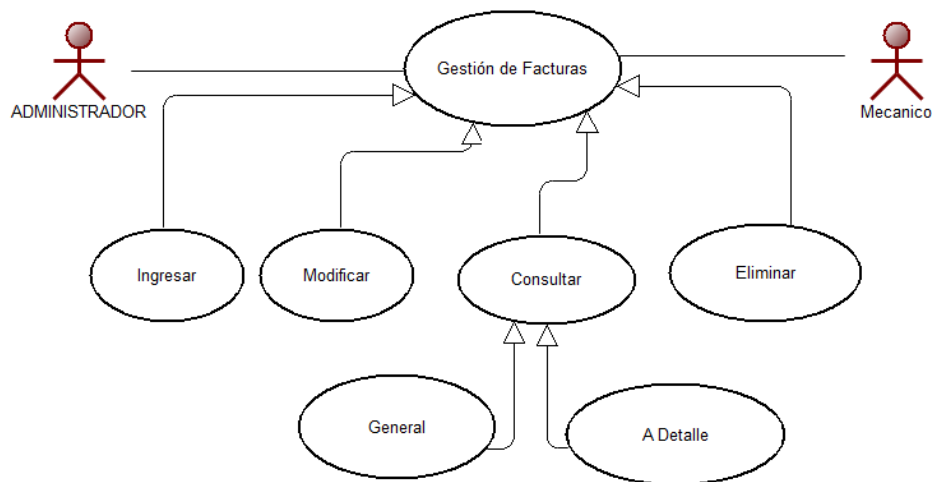 Gestión de Facturas
ADMINISTRADOR
Mecanico
Ingresar
Modificar
Consultar
Eliminar
General
A Detalle